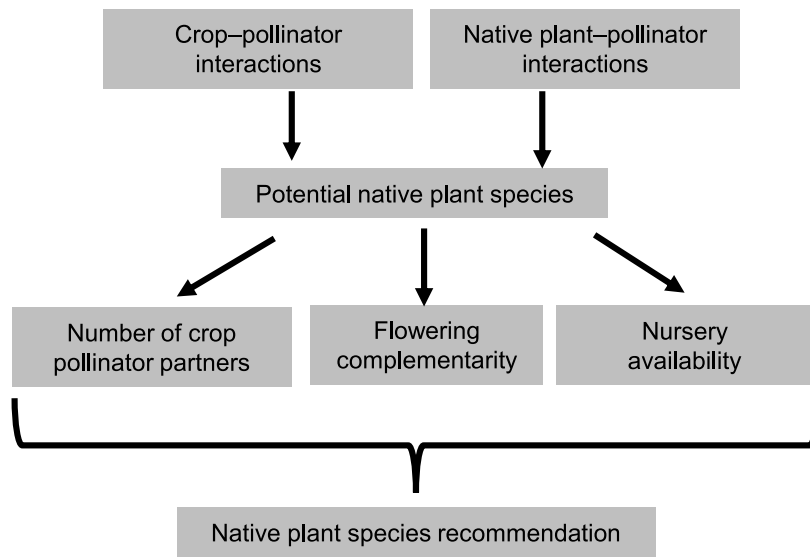 Crop–pollinator
interactions
Native plant–pollinator
interactions
Potential native plant species
Number of crop
pollinator partners
Flowering
complementarity
Nursery
availability
Native plant species recommendation